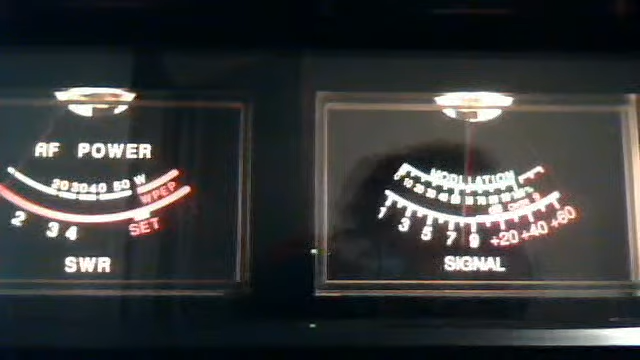 RF POWER
20 30 40 50 W
WPEP
SET
2 3 4
SWR
MODULATION
1 3 5 7 9 +20 +40 +60
SIGNAL